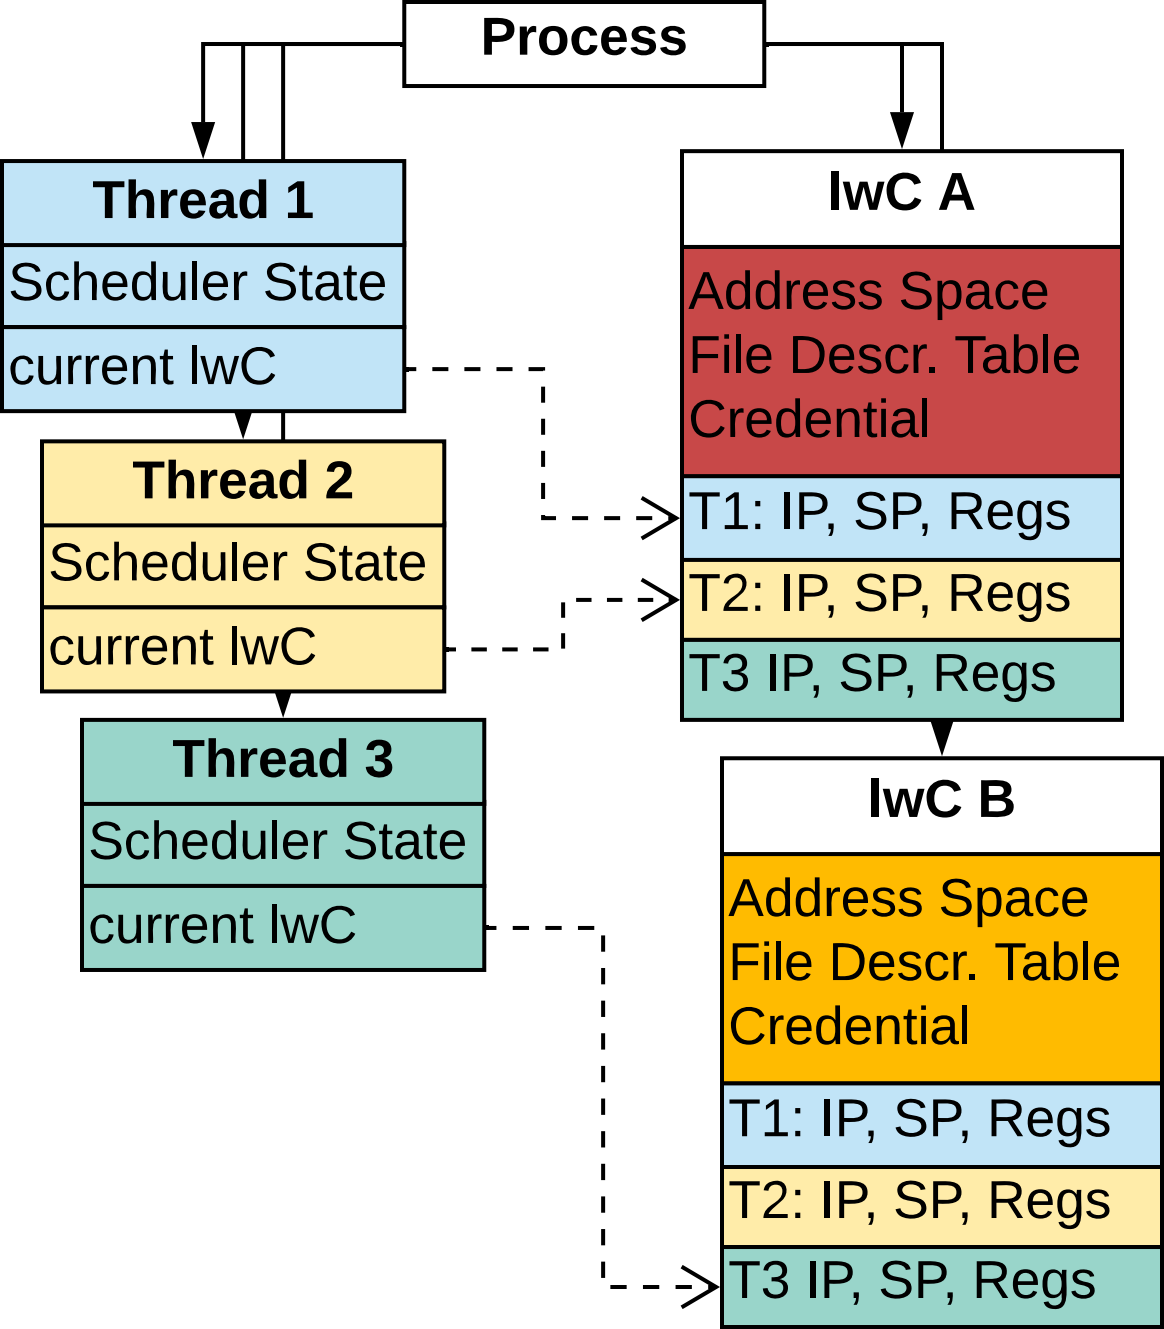 Process
Thread 1
Scheduler State
current lwC
Thread 2
Scheduler State
current lwC
Thread 3
Scheduler State
current lwC
lwC A
Address Space
File Descr. Table
Credential
T1: IP, SP, Regs
T2: IP, SP, Regs
T3 IP, SP, Regs
lwC B
Address Space
File Descr. Table
Credential
T1: IP, SP, Regs
T2: IP, SP, Regs
T3 IP, SP, Regs